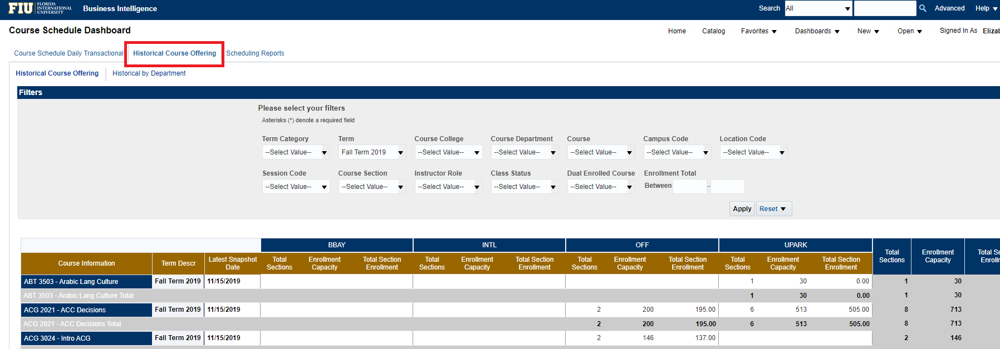 FIU FLORIDA INTERNATIONAL UNIVERSITY Business Intelligence Search All Advanced Help
Course Schedule Dashboard
Home Catalog Favorites Dashboards New Open Signed In As Elizab
Course Schedule Daily Transactional Historical Course Offering Scheduling Reports
Historical Course Offering Historical by Department
Filters
Please select your filters
Asterisks (*) denote a required field
Term Category Term Course College Course Department Course Campus Code Location Code
--Select Value-- Fall Term 2019 --Select Value-- --Select Value-- --Select Value-- --Select Value-- --Select Value--
Session Code Course Section Instructor Role Class Status Dual Enrolled Course Enrollment Total
--Select Value-- --Select Value-- --Select Value-- --Select Value-- --Select Value-- Between -
Apply Reset
BBAY INTL OFF UPARK
Course Information Term Descr Latest Snapshot Date Total Sections Enrollment Capacity Total Section Enrollment Total Sections Enrollment Capacity Total Section Enrollment Total Sections Enrollment Capacity Total Section Enrollment Total Sections Enrollment Capacity Total Section Enrollment Total Sections Enrollment Capacity Total Se Enrolln
ABT 3503 - Arabic Lang Culture Fall Term 2019 11/15/2019 1 30 0.00 1 30
ABT 3503 - Arabic Lang Culture Total 1 30 0.00 1 30
ACG 2021 - ACC Decisions Fall Term 2019 11/15/2019 2 200 195.00 6 513 505.00 8 713
ACG 2021 - ACC Decisions Total 2 200 195.00 6 513 505.00 8 713
ACG 3024 - Intro ACG Fall Term 2019 11/15/2019 2 146 137.00 2 146